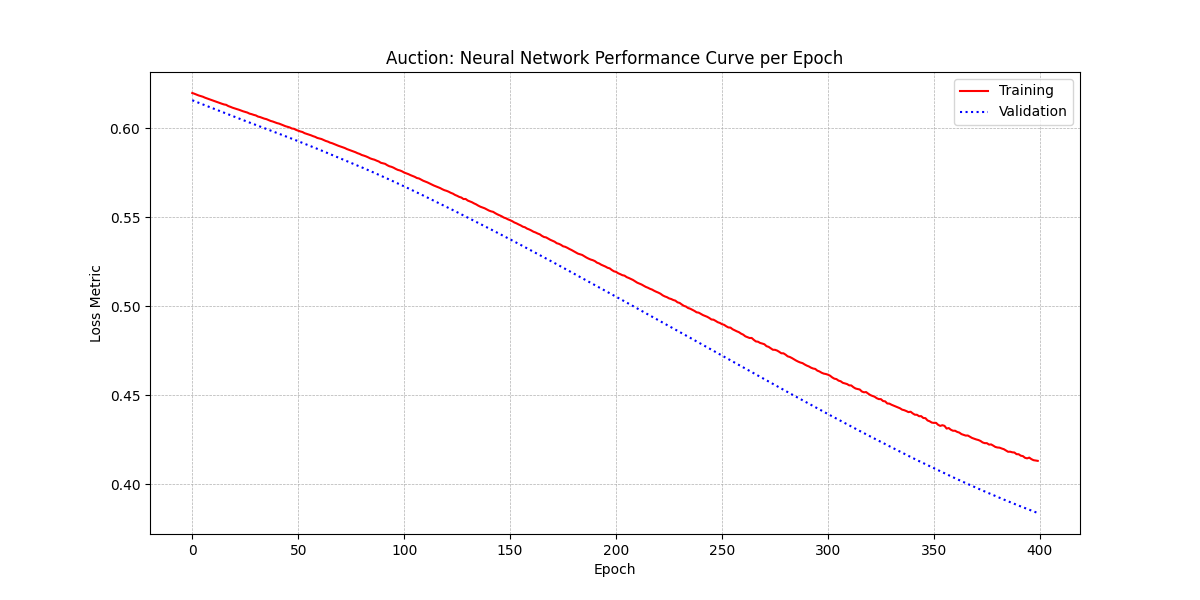 Auction: Neural Network Performance Curve per Epoch
Training
Validation
Loss Metric
0.60
0.55
0.50
0.45
0.40
0 50 100 150 200 250 300 350 400
Epoch